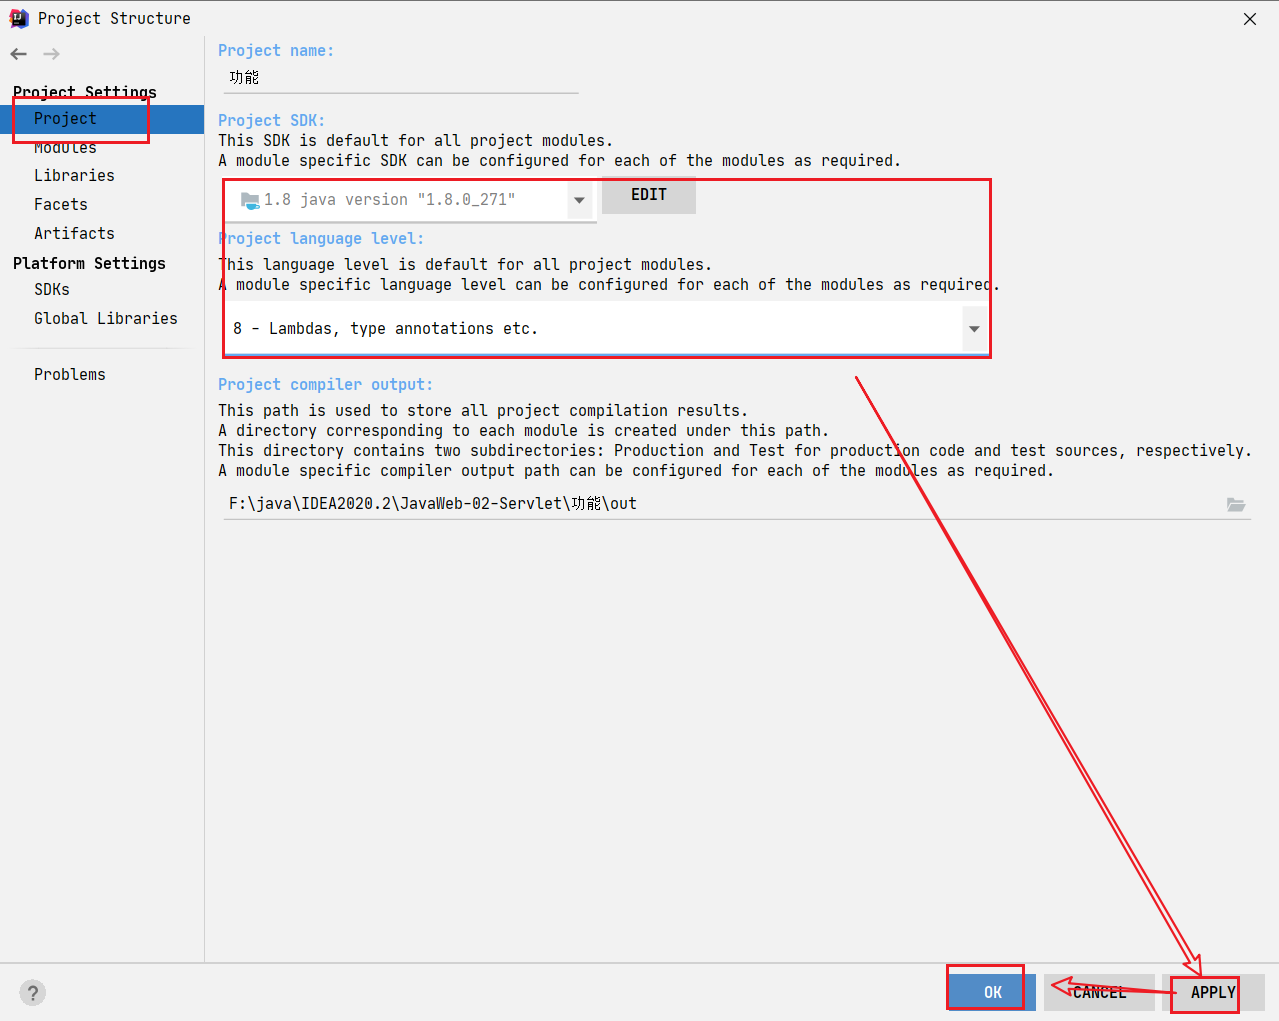 Project Structure
Project Settings
Project
Modules
Libraries
Facets
Artifacts
Platform Settings
SDKs
Global Libraries
Problems
Project name:
功能
Project SDK:
This SDK is default for all project modules.
A module specific SDK can be configured for each of the modules as required.
1.8 java version "1.8.0_271"
EDIT
Project language level:
This language level is default for all project modules.
A module specific language level can be configured for each of the modules as required.
8 - Lambdas, type annotations etc.
Project compiler output:
This path is used to store all project compilation results.
A directory corresponding to each module is created under this path.
This directory contains two subdirectories: Production and Test for production code and test sources, respectively.
A module specific compiler output path can be configured for each of the modules as required.
F:\java\IDEA2020.2\JavaWeb-02-Servlet\功能\out
?
OK
CANCEL
APPLY